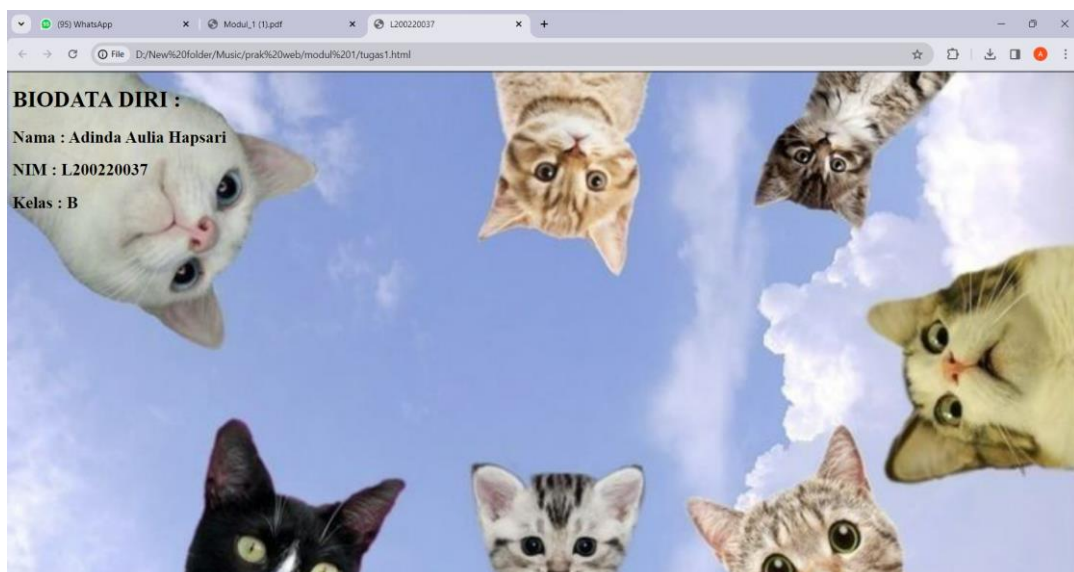 (95) WhatsApp
Modul_1 (1).pdf
L200220037
File D:/New%20folder/Music/prak%20web/modul%201/tugas1.html
A
BIODATA DIRI :
Nama : Adinda Aulia Hapsari
NIM : L200220037
Kelas : B